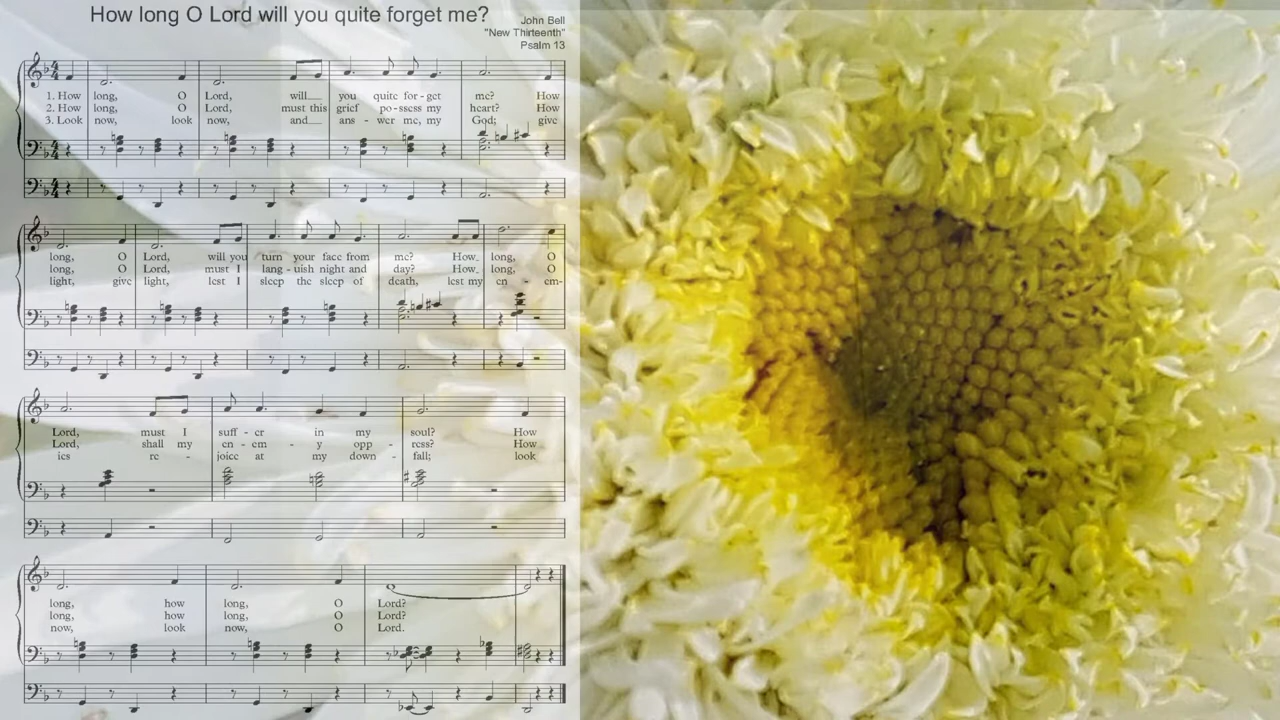 How long O Lord will you quite forget me?
John Bell
"New Thirteenth"
Psalm 13
1. How long, O Lord, will you quite for - get me? How
2. How long, O Lord, must this grief po - ssess my heart? How
3. Look now, look now, and ans - wer me, my God; give
long, O Lord, will you turn your face from me? How long, O
long, O Lord, must I lang - uish night and day? How long, O
light, give light, lest I sleep the sleep of death, lest my en - em-
Lord, must I suff - er in my soul? How
Lord, shall my en - em - y opp - ress? How
ies re - joice at my down - fall; look
long, how long, O Lord?
long, how long, O Lord?
now, look now, O Lord.